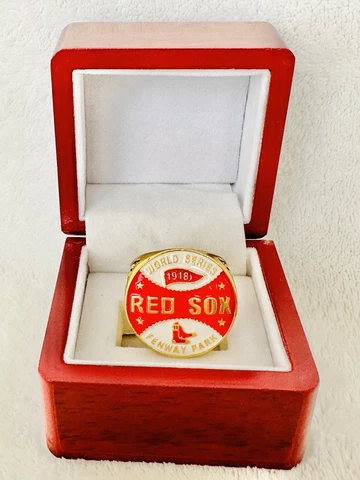 WORLD SERIES
1918
RED SOX
FENWAY PARK